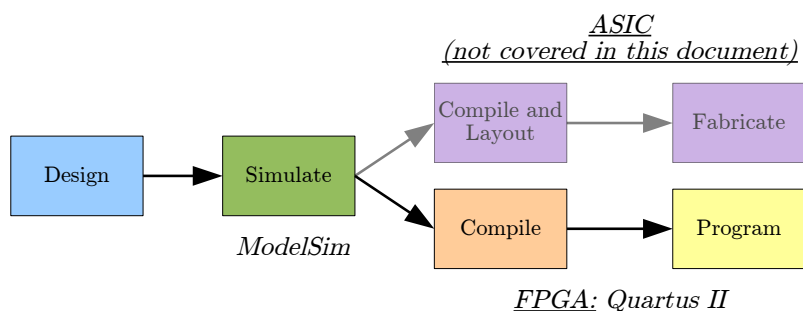 ASIC
(not covered in this document)
Compile and
Layout
Fabricate
Design
Simulate
Compile
Program
ModelSim
FPGA: Quartus II